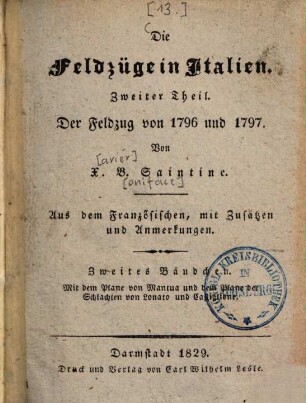 [13.]
Die
Feldzüge in Italien.
Zweiter Theil.
Der Feldzug von 1796 und 1797.
Von
[avier]
X. B. Saintine.
[oniface]
Aus dem Französischen, mit Zusätzen
und Anmerkungen.
Zweites Bändchen.
Mit dem Plane von Mantua und dem Plane der
Schlachten von Lonato und Castiglione.
KREISBIBLIOTHEK
IN
Darmstadt 1829.
Druck und Verlag von Carl Wilhelm Leske.